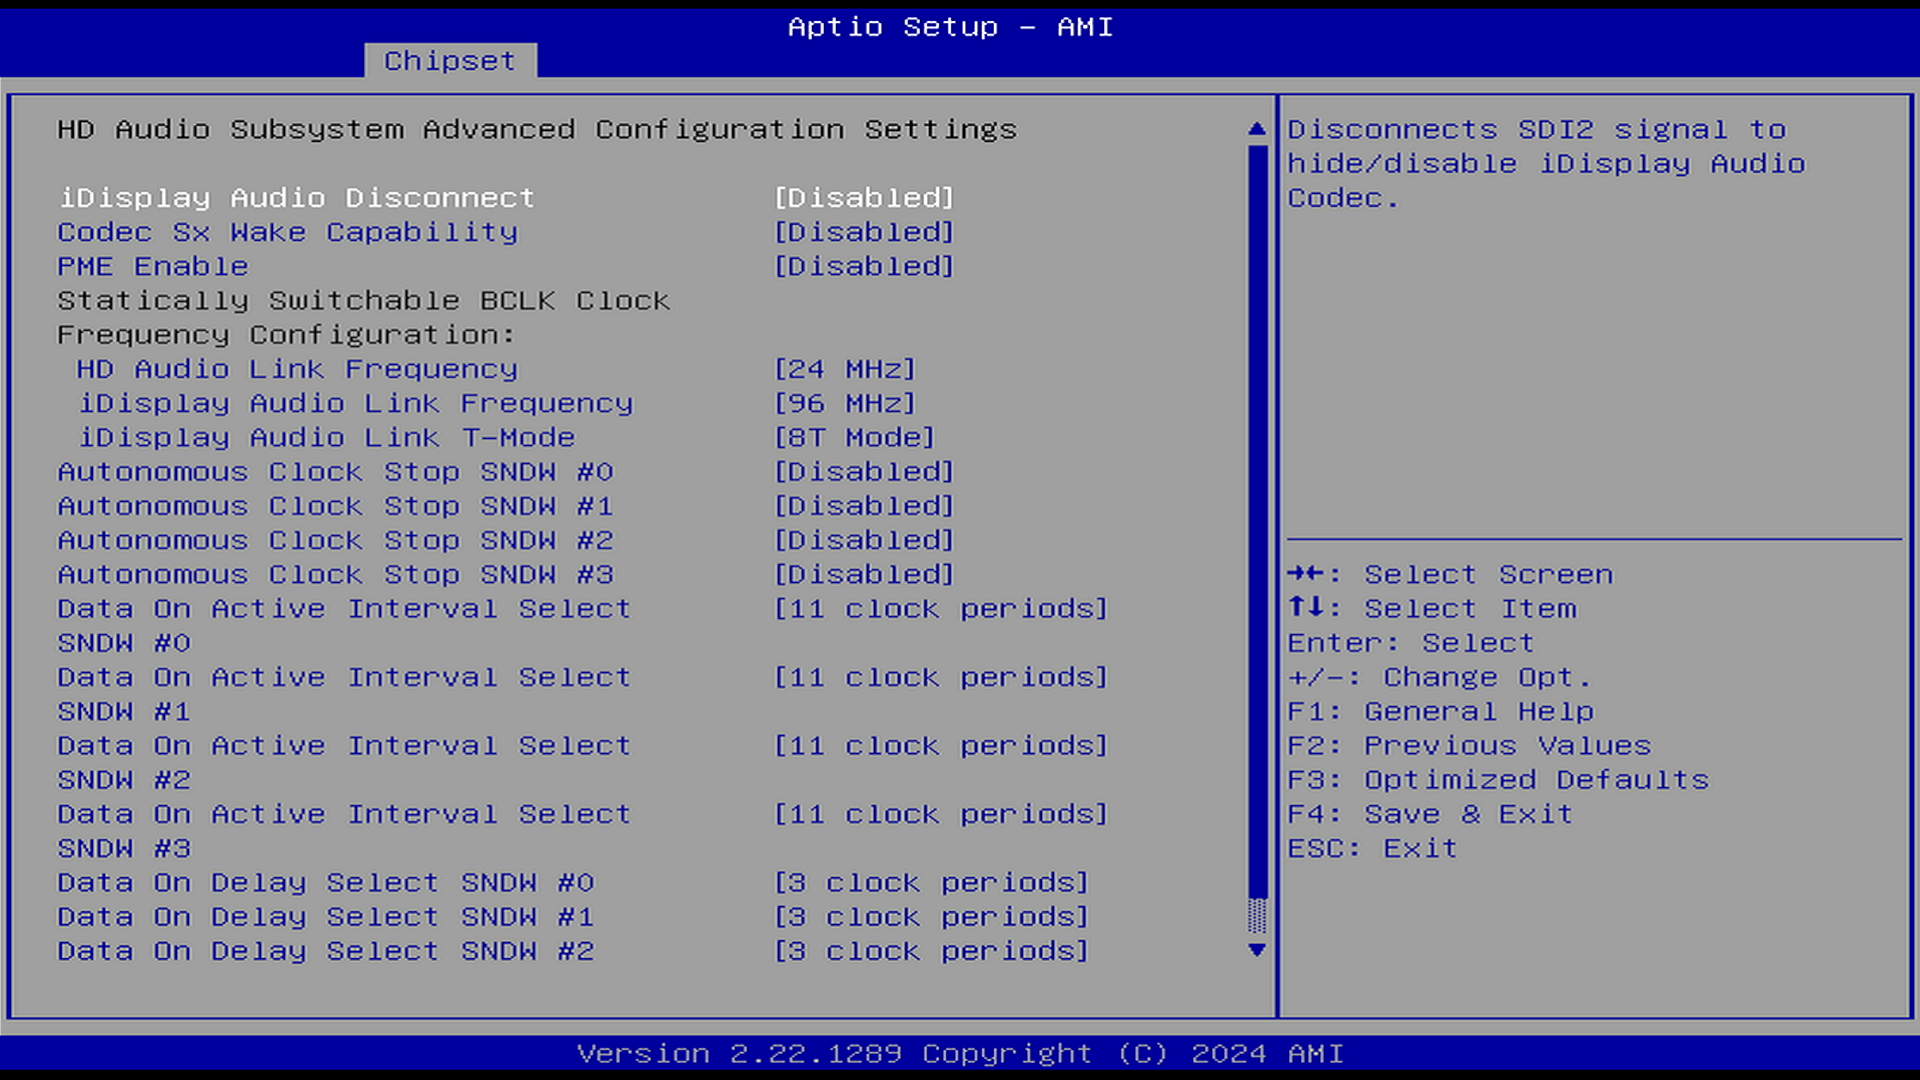 Aptio Setup - AMI
Chipset
HD Audio Subsystem Advanced Configuration Settings
iDisplay Audio Disconnect [Disabled]
Codec Sx Wake Capability [Disabled]
PME Enable [Disabled]
Statically Switchable BCLK Clock
Frequency Configuration:
HD Audio Link Frequency [24 MHz]
iDisplay Audio Link Frequency [96 MHz]
iDisplay Audio Link T-Mode [8T Mode]
Autonomous Clock Stop SNDW #0 [Disabled]
Autonomous Clock Stop SNDW #1 [Disabled]
Autonomous Clock Stop SNDW #2 [Disabled]
Autonomous Clock Stop SNDW #3 [Disabled]
Data On Active Interval Select [11 clock periods]
SNDW #0
Data On Active Interval Select [11 clock periods]
SNDW #1
Data On Active Interval Select [11 clock periods]
SNDW #2
Data On Active Interval Select [11 clock periods]
SNDW #3
Data On Delay Select SNDW #0 [3 clock periods]
Data On Delay Select SNDW #1 [3 clock periods]
Data On Delay Select SNDW #2 [3 clock periods]
Disconnects SDI2 signal to
hide/disable iDisplay Audio
Codec.
→←: Select Screen
↑↓: Select Item
Enter: Select
+/-: Change Opt.
F1: General Help
F2: Previous Values
F3: Optimized Defaults
F4: Save & Exit
ESC: Exit
Version 2.22.1289 Copyright (C) 2024 AMI